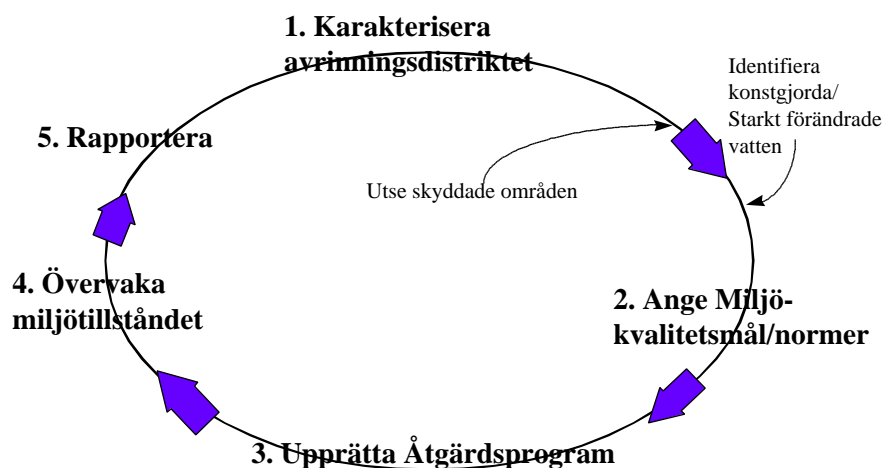 1. Karakterisera
avrinningsdistriktet
Identifiera
konstgjorda/
Starkt förändrade
vatten
5. Rapportera
Utse skyddade områden
4. Övervaka
miljötillståndet
2. Ange Miljö-
kvalitetsmål/normer
3. Upprätta Åtgärdsprogram